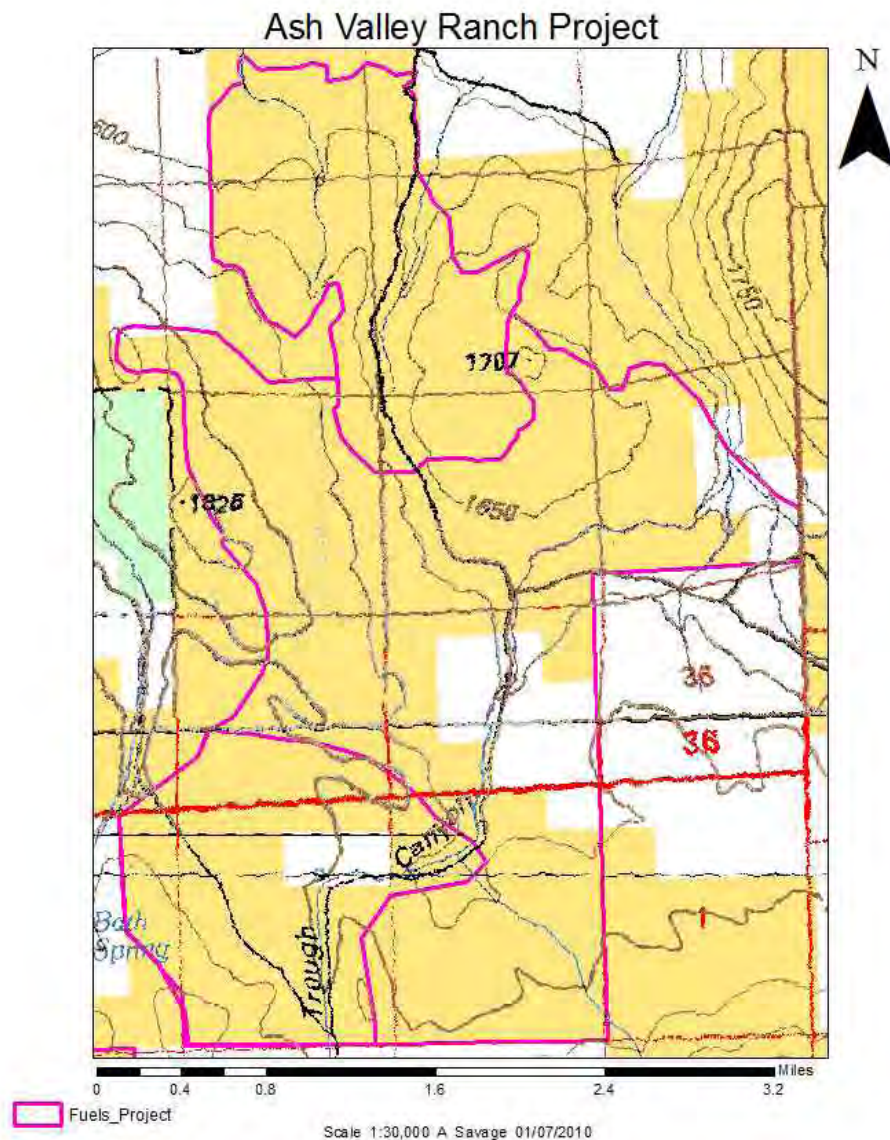 Ash Valley Ranch Project
N
600
1750
1707
1826
1650
36
36
Canyon
1
Bath
Spring
Trough
Miles
0 0.4 0.8 1.6 2.4 3.2
Fuels_Project
Scale 1:30,000 A Savage 01/07/2010